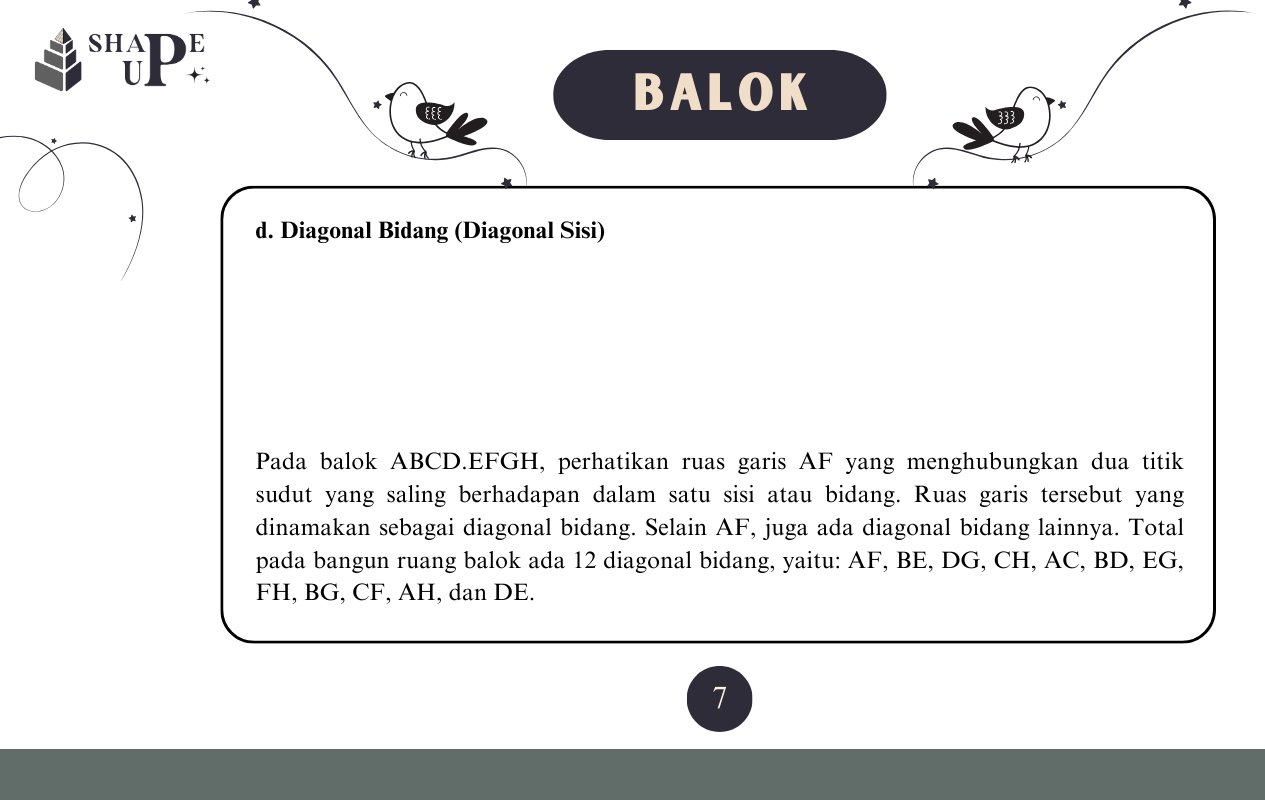 SHAPE
UP
BALOK
d. Diagonal Bidang (Diagonal Sisi)
Pada balok ABCD.EFGH, perhatikan ruas garis AF yang menghubungkan dua titik
sudut yang saling berhadapan dalam satu sisi atau bidang. Ruas garis tersebut yang
dinamakan sebagai diagonal bidang. Selain AF, juga ada diagonal bidang lainnya. Total
pada bangun ruang balok ada 12 diagonal bidang, yaitu: AF, BE, DG, CH, AC, BD, EG,
FH, BG, CF, AH, dan DE.
7